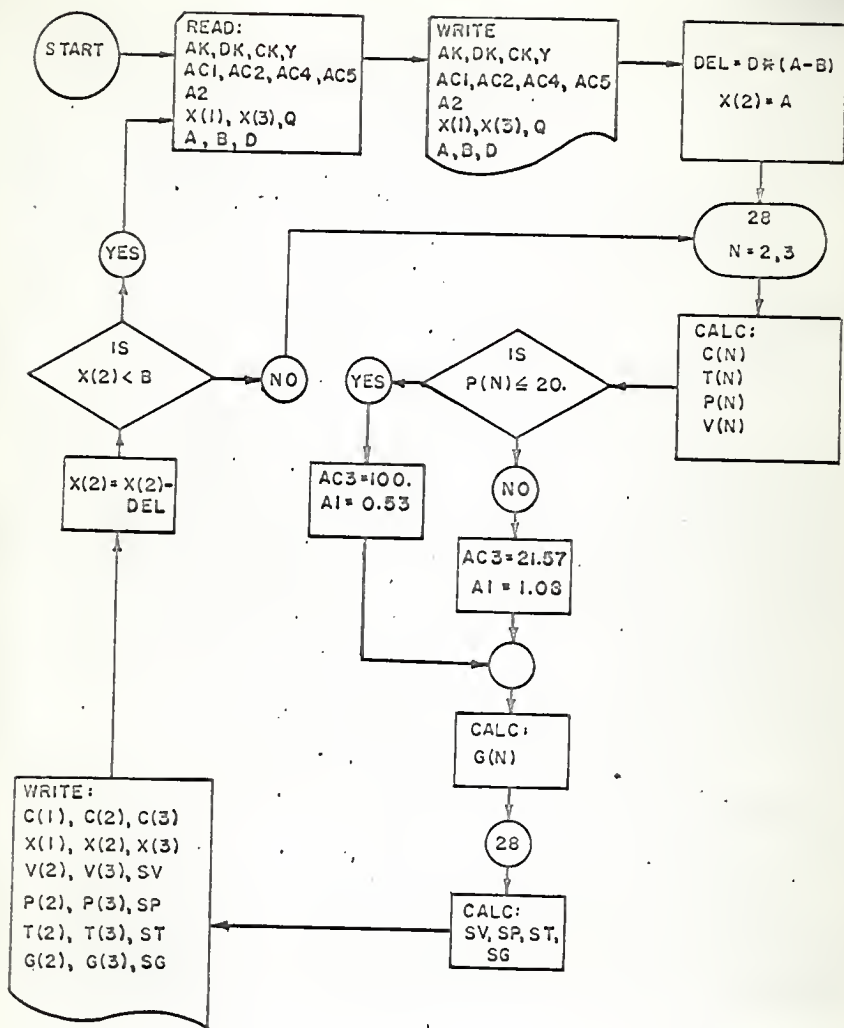 START
READ:
AK, DK, CK, Y
AC1, AC2, AC4, AC5
A2
X(1), X(3), Q
A, B, D
WRITE
AK, DK, CK, Y
AC1, AC2, AC4, AC5
A2
X(1), X(3), Q
A, B, D
DEL = D * (A-B)
X(2) = A
28
N = 2, 3
CALC:
C(N)
T(N)
P(N)
V(N)
IS
P(N) ≦ 20.
YES
AC3=100.
A1 = 0.53
NO
AC3=21.57
A1 = 1.08
CALC:
G(N)
28
CALC:
SV, SP, ST,
SG
WRITE:
C(1), C(2), C(3)
X(1), X(2), X(3)
V(2), V(3), SV
P(2), P(3), SP
T(2), T(3), ST
G(2), G(3), SG
X(2) = X(2)-
DEL
IS
X(2) < B
NO
YES